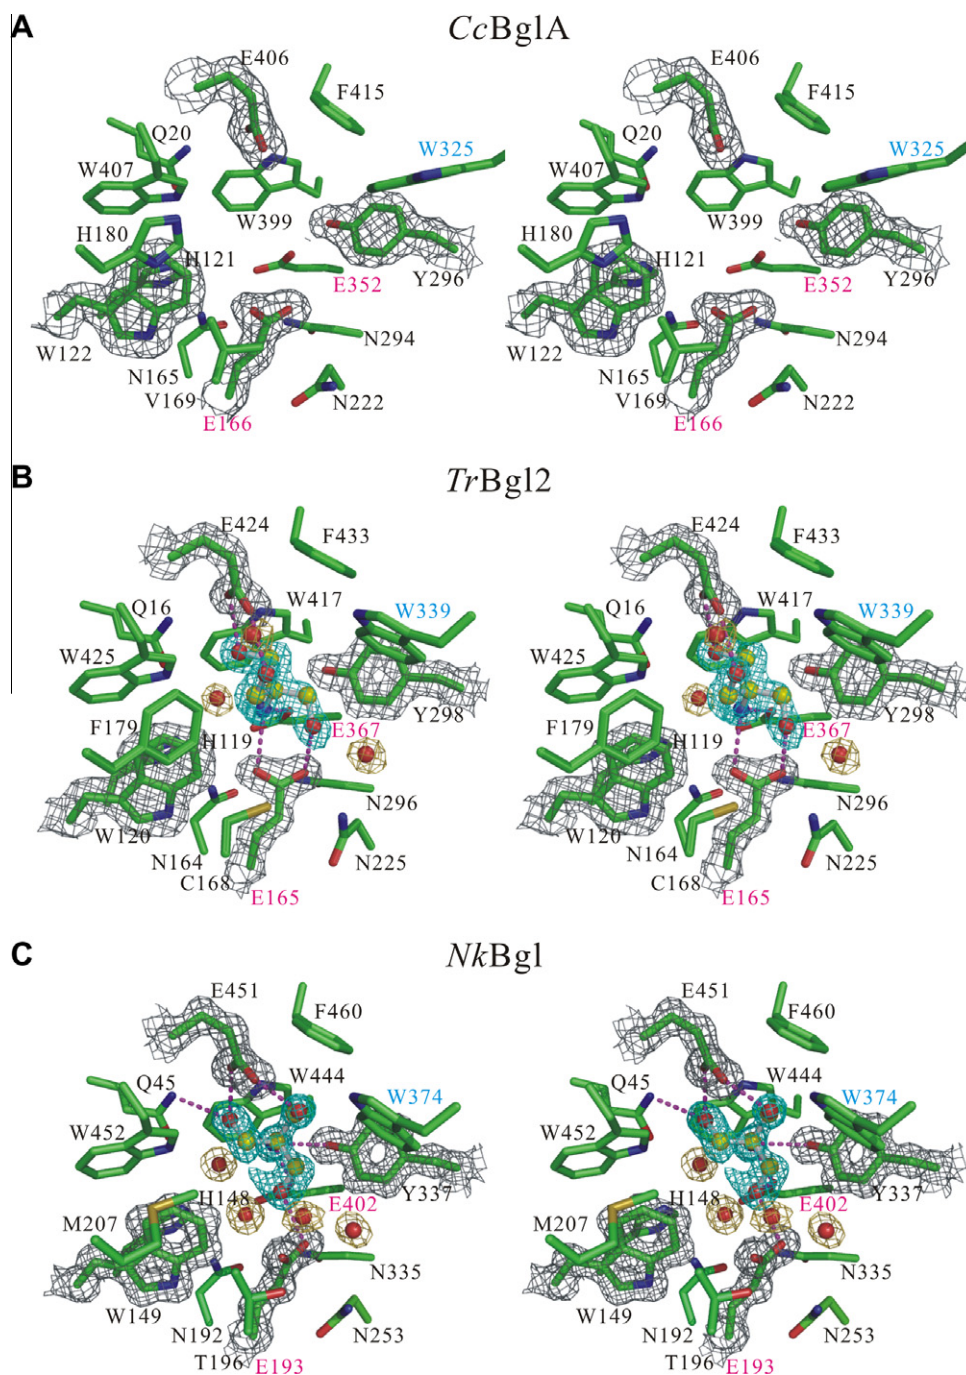 A
CcBglA
E406
E406
F415
F415
Q20
Q20
W325
W325
W407
W407
W399
W399
H180
H180
H121
H121
E352
Y296
E352
Y296
W122
W122
N294
N294
N165
N165
V169
V169
N222
N222
E166
E166
B
TrBgl2
E424
E424
F433
F433
Q16
W417
W339
Q16
W417
W339
W425
W425
F179
H119
E367
Y298
F179
H119
E367
Y298
W120
W120
N296
N296
N164
N164
N225
N225
C168
C168
E165
E165
C
NkBgl
E451
E451
F460
F460
Q45
W444
W374
Q45
W444
W374
W452
W452
M207
H148
E402
Y337
M207
H148
E402
Y337
W149
W149
N335
N335
N192
N253
N192
N253
T196
E193
T196
E193